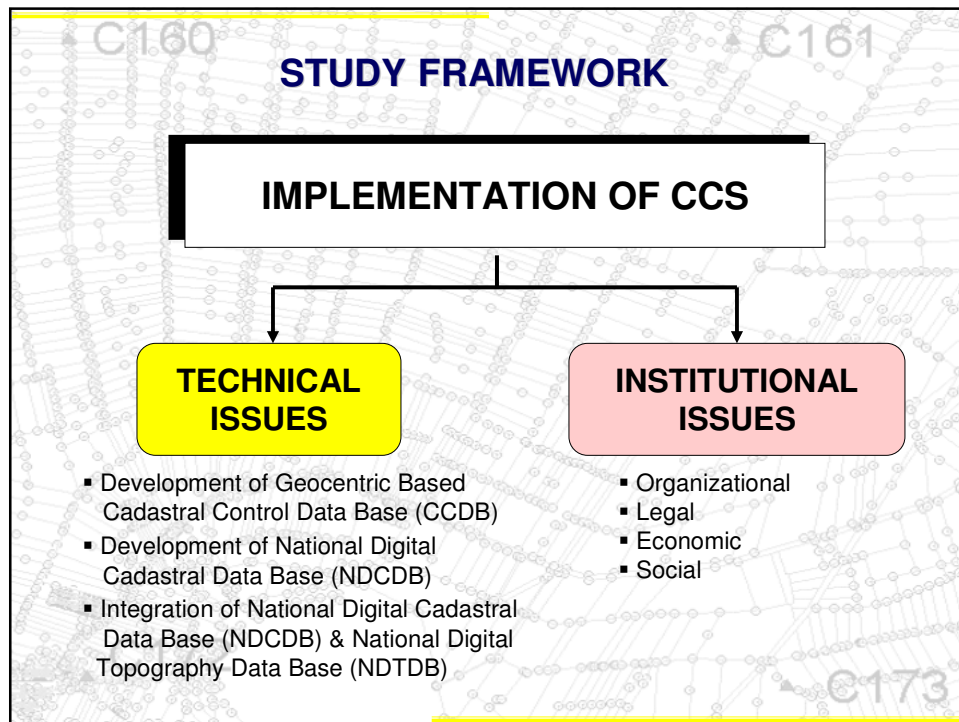 C160
C161
STUDY FRAMEWORK
IMPLEMENTATION OF CCS
TECHNICAL
ISSUES
▪ Development of Geocentric Based
Cadastral Control Data Base (CCDB)
▪ Development of National Digital
Cadastral Data Base (NDCDB)
▪ Integration of National Digital Cadastral
Data Base (NDCDB) & National Digital
Topography Data Base (NDTDB)
INSTITUTIONAL
ISSUES
▪ Organizational
▪ Legal
▪ Economic
▪ Social
C173